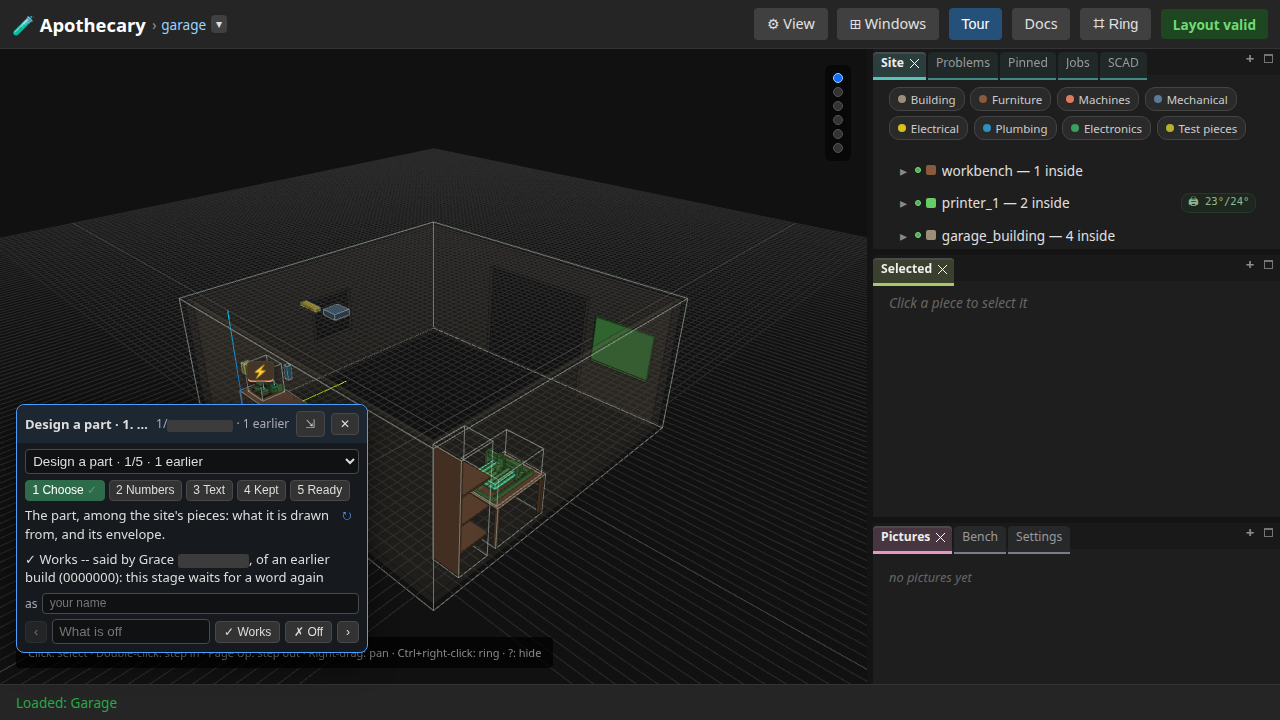 Apothecary › garage ▾
⚙ View
⊞ Windows
Tour
Docs
⌗ Ring
Layout valid
Site
Problems
Pinned
Jobs
SCAD
Building
Furniture
Machines
Mechanical
Electrical
Plumbing
Electronics
Test pieces
workbench — 1 inside
printer_1 — 2 inside
23°/24°
garage_building — 4 inside
Selected
Click a piece to select it
Pictures
Bench
Settings
no pictures yet
Design a part · 1. ... 1/ · 1 earlier
Design a part · 1/5 · 1 earlier
1 Choose ✓
2 Numbers
3 Text
4 Kept
5 Ready
The part, among the site's pieces: what it is drawn
from, and its envelope.
✓ Works -- said by Grace , of an earlier
build (0000000): this stage waits for a word again
as your name
What is off
✓ Works
✗ Off
Click: select · Double-click: step in · Page Up: step out · Right-drag: pan · Ctrl+right-click: ring · ?: hide
Loaded: Garage